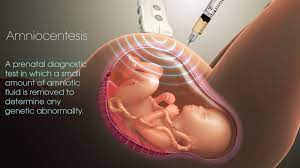 Amniocentesis
A prenatal diagnostic
test in which a small
amount of amniotic
fluid is removed to
determine any
genetic abnormality.